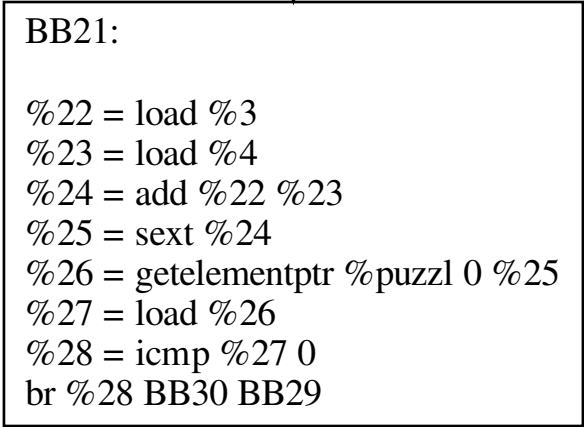 BB21:
%22 = load %3
%23 = load %4
%24 = add %22 %23
%25 = sext %24
%26 = getelementptr %puzzl 0 %25
%27 = load %26
%28 = icmp %27 0
br %28 BB30 BB29